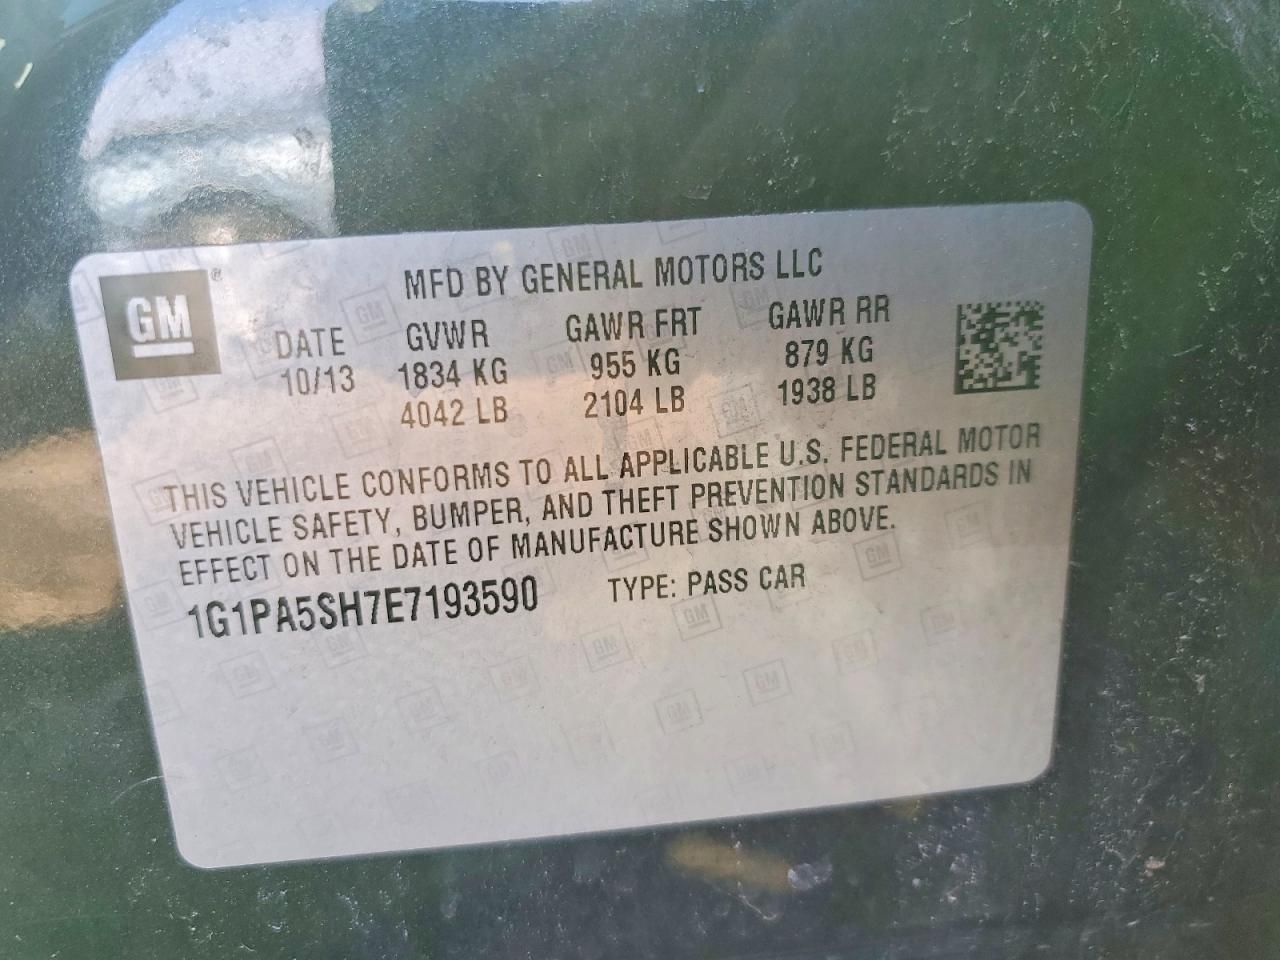 GM®
MFD BY GENERAL MOTORS LLC
DATE GVWR GAWR FRT GAWR RR
10/13 1834 KG 955 KG 879 KG
4042 LB 2104 LB 1938 LB
THIS VEHICLE CONFORMS TO ALL APPLICABLE U.S. FEDERAL MOTOR
VEHICLE SAFETY, BUMPER, AND THEFT PREVENTION STANDARDS IN
EFFECT ON THE DATE OF MANUFACTURE SHOWN ABOVE.
1G1PA5SH7E7193590 TYPE: PASS CAR